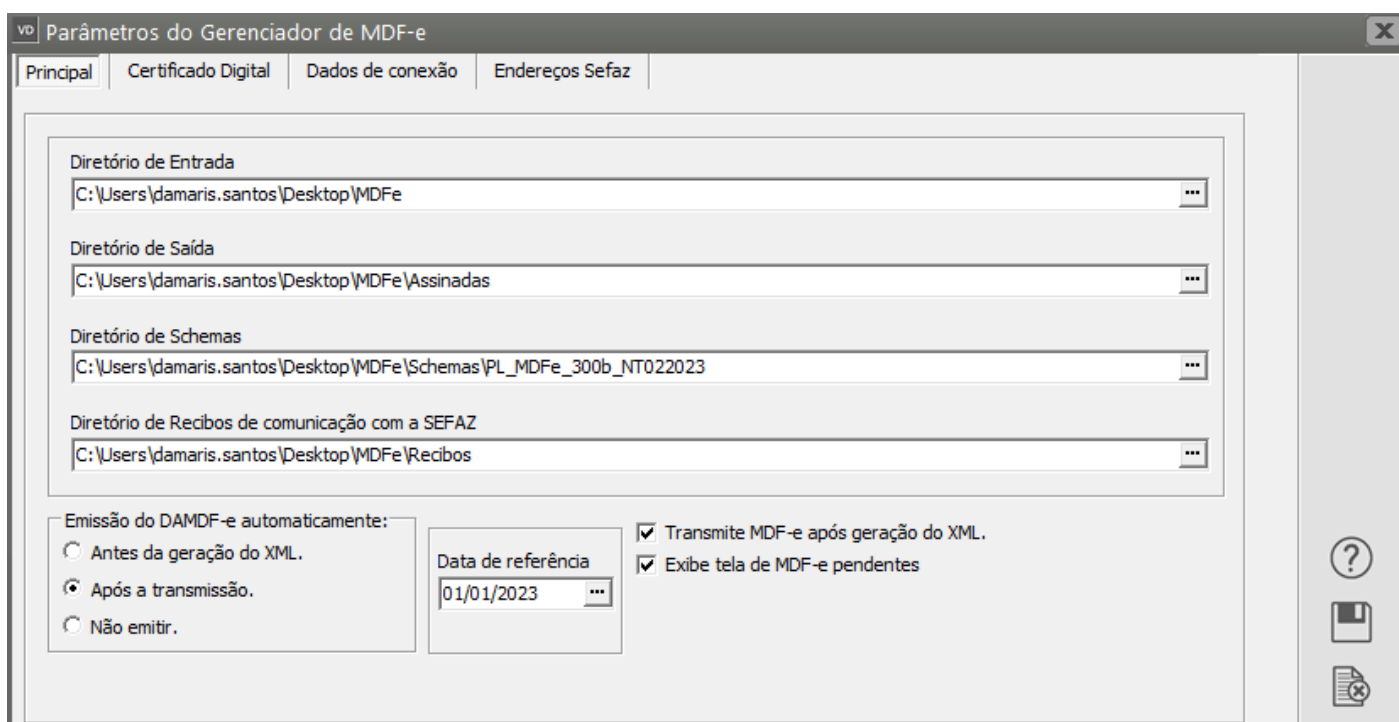 VD Parâmetros do Gerenciador de MDF-e
Principal Certificado Digital Dados de conexão Endereços Sefaz
Diretório de Entrada
C:\Users\damaris.santos\Desktop\MDFe
Diretório de Saída
C:\Users\damaris.santos\Desktop\MDFe\Assinadas
Diretório de Schemas
C:\Users\damaris.santos\Desktop\MDFe\Schemas\PL_MDFe_300b_NT022023
Diretório de Recibos de comunicação com a SEFAZ
C:\Users\damaris.santos\Desktop\MDFe\Recibos
Emissão do DAMDF-e automaticamente:
Antes da geração do XML.
Após a transmissão.
Não emitir.
Data de referência
01/01/2023
Transmite MDF-e após geração do XML.
Exibe tela de MDF-e pendentes